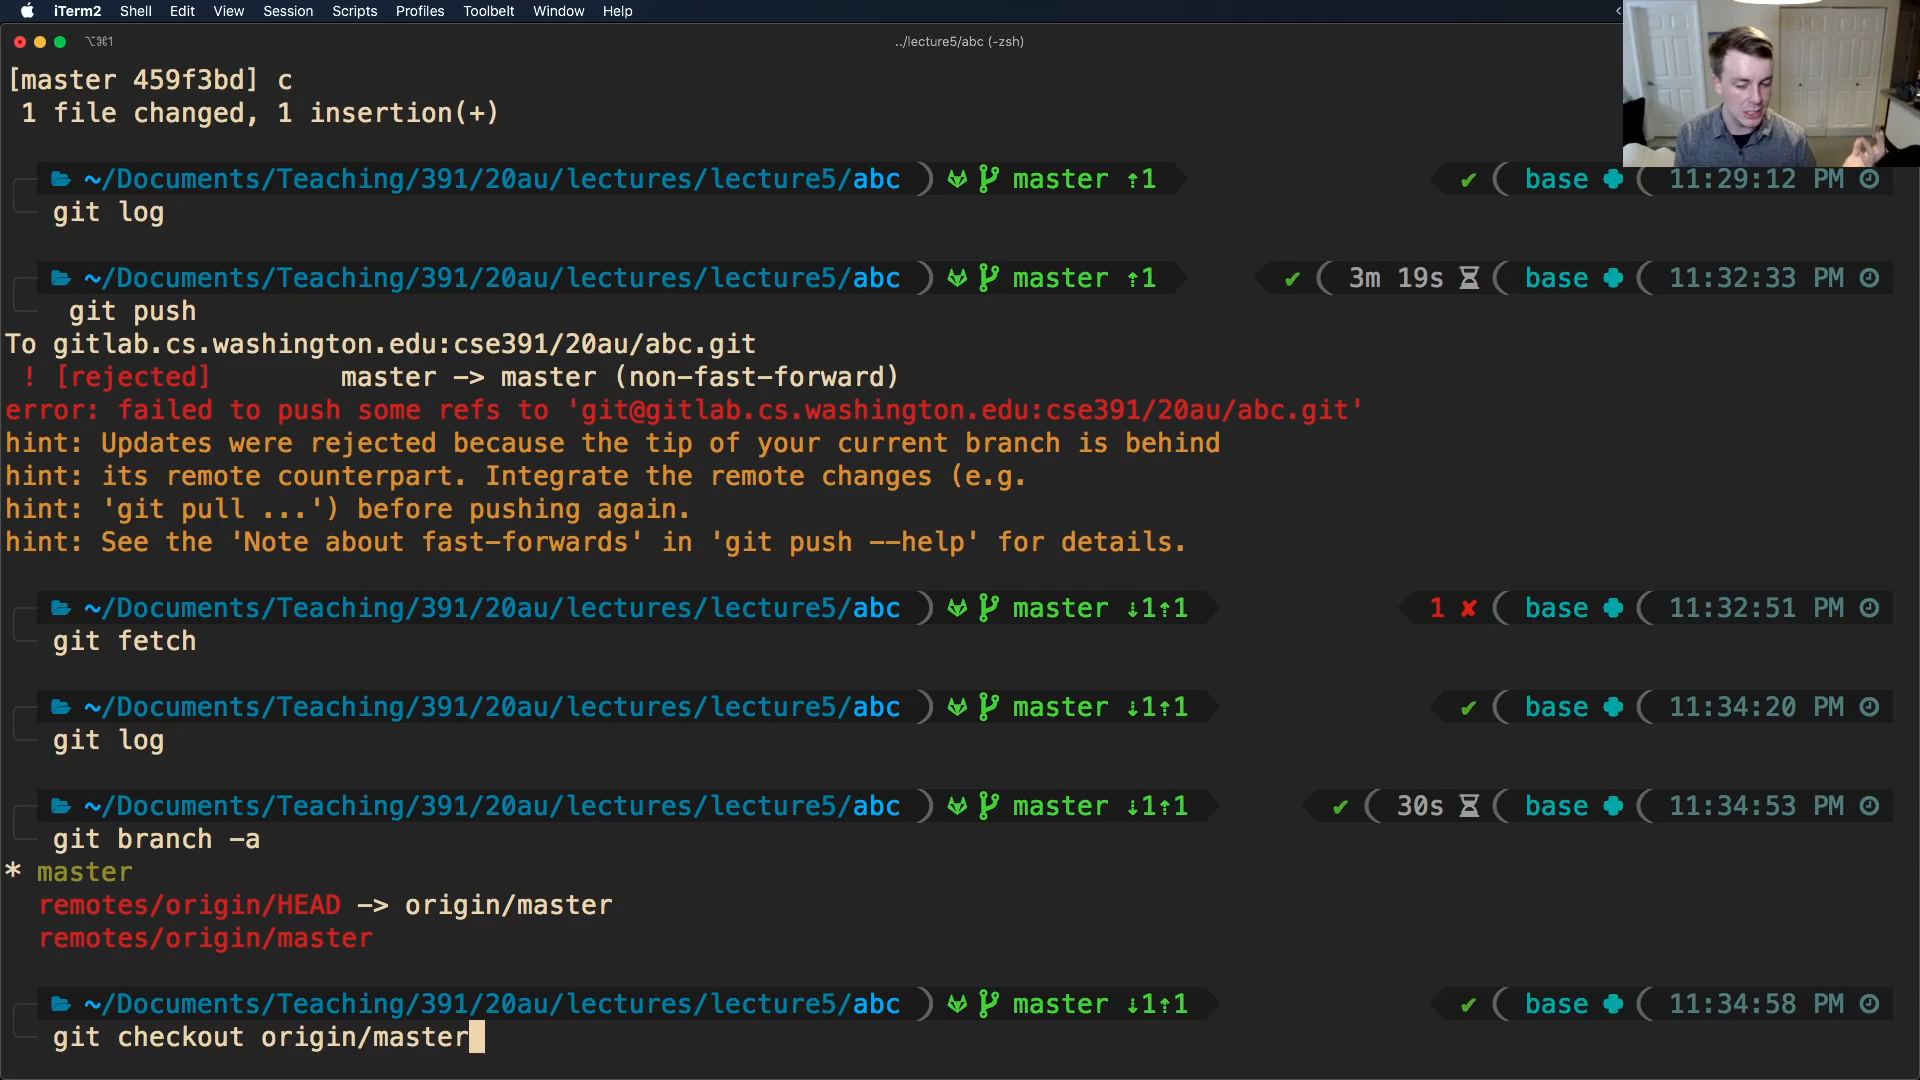 iTerm2 Shell Edit View Session Scripts Profiles Toolbelt Window Help
⌥⌘1 ../lecture5/abc (-zsh)
[master 459f3bd] c
1 file changed, 1 insertion(+)
~/Documents/Teaching/391/20au/lectures/lecture5/abc ) master ⇡1 ✔ ( base ( 11:29:12 PM
git log
~/Documents/Teaching/391/20au/lectures/lecture5/abc ) master ⇡1 ✔ ( 3m 19s ( base ( 11:32:33 PM
git push
To gitlab.cs.washington.edu:cse391/20au/abc.git
! [rejected] master -> master (non-fast-forward)
error: failed to push some refs to 'git@gitlab.cs.washington.edu:cse391/20au/abc.git'
hint: Updates were rejected because the tip of your current branch is behind
hint: its remote counterpart. Integrate the remote changes (e.g.
hint: 'git pull ...') before pushing again.
hint: See the 'Note about fast-forwards' in 'git push --help' for details.
~/Documents/Teaching/391/20au/lectures/lecture5/abc ) master ⇣1⇡1 1 ✘ ( base ( 11:32:51 PM
git fetch
~/Documents/Teaching/391/20au/lectures/lecture5/abc ) master ⇣1⇡1 ✔ ( base ( 11:34:20 PM
git log
~/Documents/Teaching/391/20au/lectures/lecture5/abc ) master ⇣1⇡1 ✔ ( 30s ( base ( 11:34:53 PM
git branch -a
* master
remotes/origin/HEAD -> origin/master
remotes/origin/master
~/Documents/Teaching/391/20au/lectures/lecture5/abc ) master ⇣1⇡1 ✔ ( base ( 11:34:58 PM
git checkout origin/master